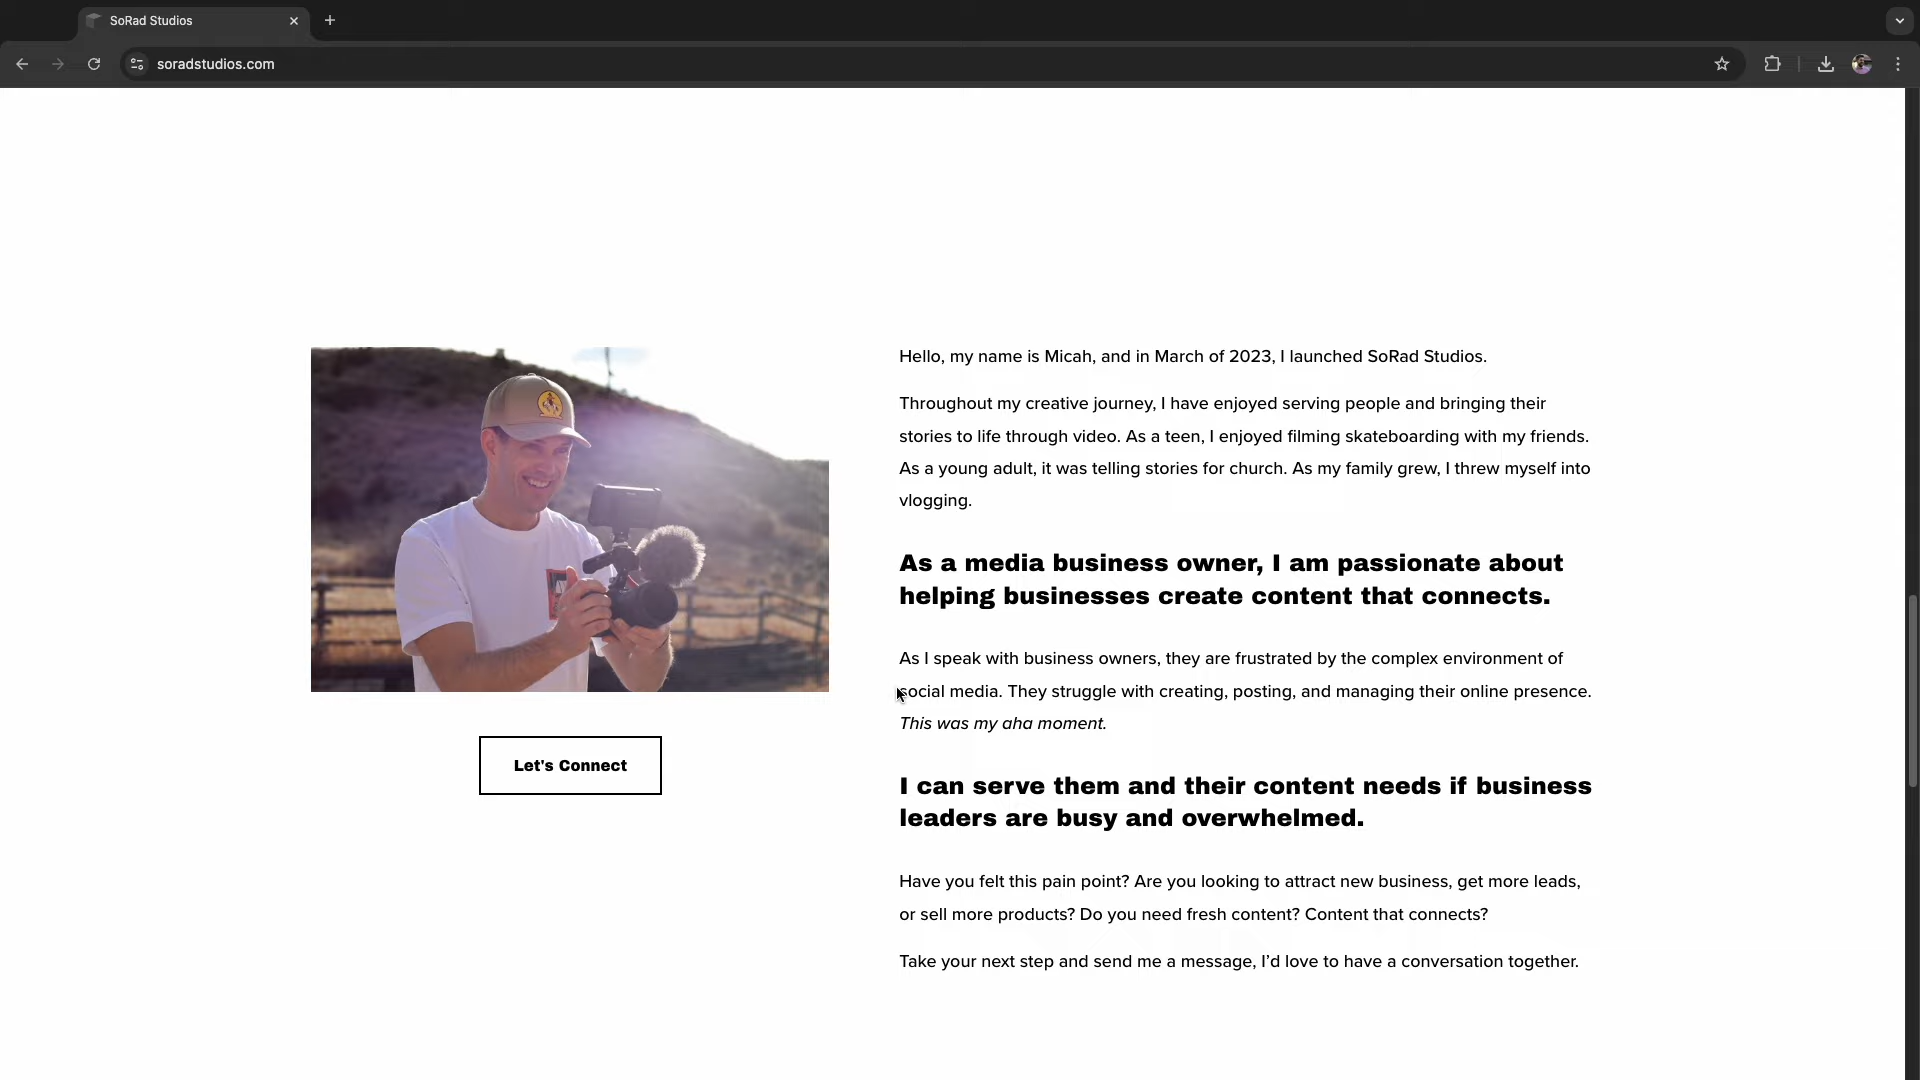 SoRad Studios
soradstudios.com
Hello, my name is Micah, and in March of 2023, I launched SoRad Studios.
Throughout my creative journey, I have enjoyed serving people and bringing their
stories to life through video. As a teen, I enjoyed filming skateboarding with my friends.
As a young adult, it was telling stories for church. As my family grew, I threw myself into
vlogging.
As a media business owner, I am passionate about
helping businesses create content that connects.
As I speak with business owners, they are frustrated by the complex environment of
social media. They struggle with creating, posting, and managing their online presence.
This was my aha moment.
Let's Connect
I can serve them and their content needs if business
leaders are busy and overwhelmed.
Have you felt this pain point? Are you looking to attract new business, get more leads,
or sell more products? Do you need fresh content? Content that connects?
Take your next step and send me a message, I’d love to have a conversation together.